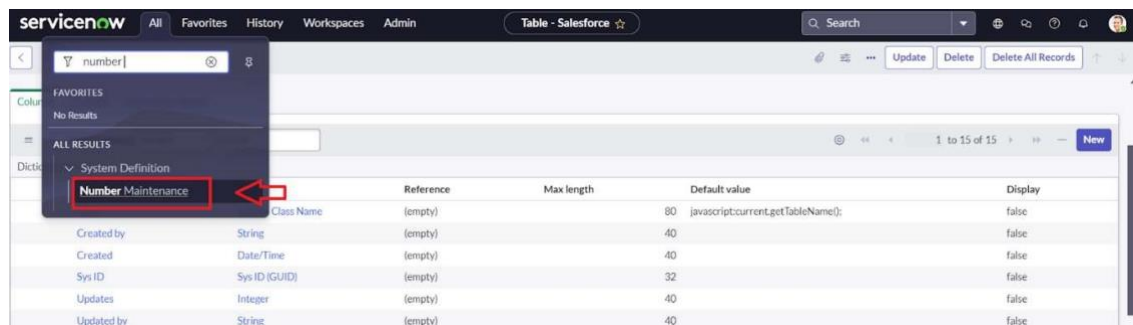 servicenow All Favorites History Workspaces Admin Table - Salesforce Search
number Update Delete Delete All Records
FAVORITES
No Results
ALL RESULTS 1 to 15 of 15 New
System Definition
Number Maintenance
Reference Max length Default value Display
Class Name (empty) 80 javascript:current.getTableName(); false
Created by String (empty) 40 false
Created Date/Time (empty) 40 false
Sys ID Sys ID (GUID) (empty) 32 false
Updates Integer (empty) 40 false
Updated by String (empty) 40 false